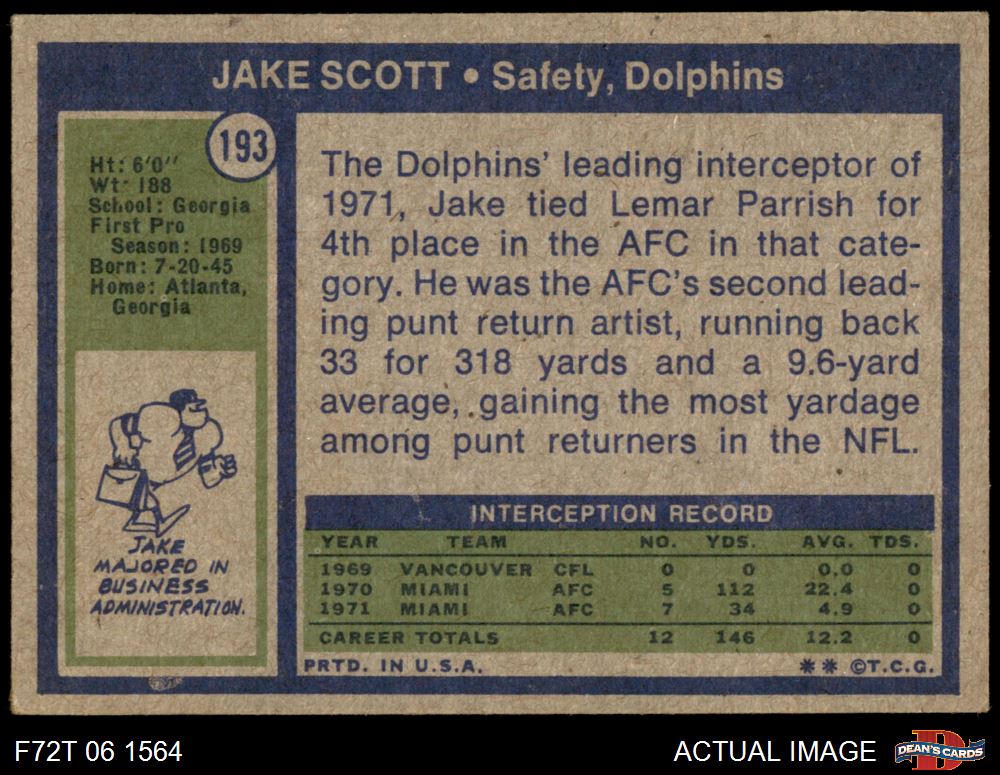 JAKE SCOTT • Safety, Dolphins
193
Ht: 6'0''
Wt: 188
School: Georgia
First Pro
Season: 1969
Born: 7-20-45
Home: Atlanta,
Georgia
JAKE
MAJORED IN
BUSINESS
ADMINISTRATION.
The Dolphins' leading interceptor of
1971, Jake tied Lemar Parrish for
4th place in the AFC in that cate-
gory. He was the AFC's second lead-
ing punt return artist, running back
33 for 318 yards and a 9.6-yard
average, gaining the most yardage
among punt returners in the NFL.
INTERCEPTION RECORD
YEAR TEAM NO. YDS. AVG. TDS.
1969 VANCOUVER CFL 0 0 0.0 0
1970 MIAMI AFC 5 112 22.4 0
1971 MIAMI AFC 7 34 4.9 0
CAREER TOTALS 12 146 12.2 0
PRTD. IN U.S.A. ** ©T.C.G.
F72T 06 1564 ACTUAL IMAGE DEAN'S CARDS